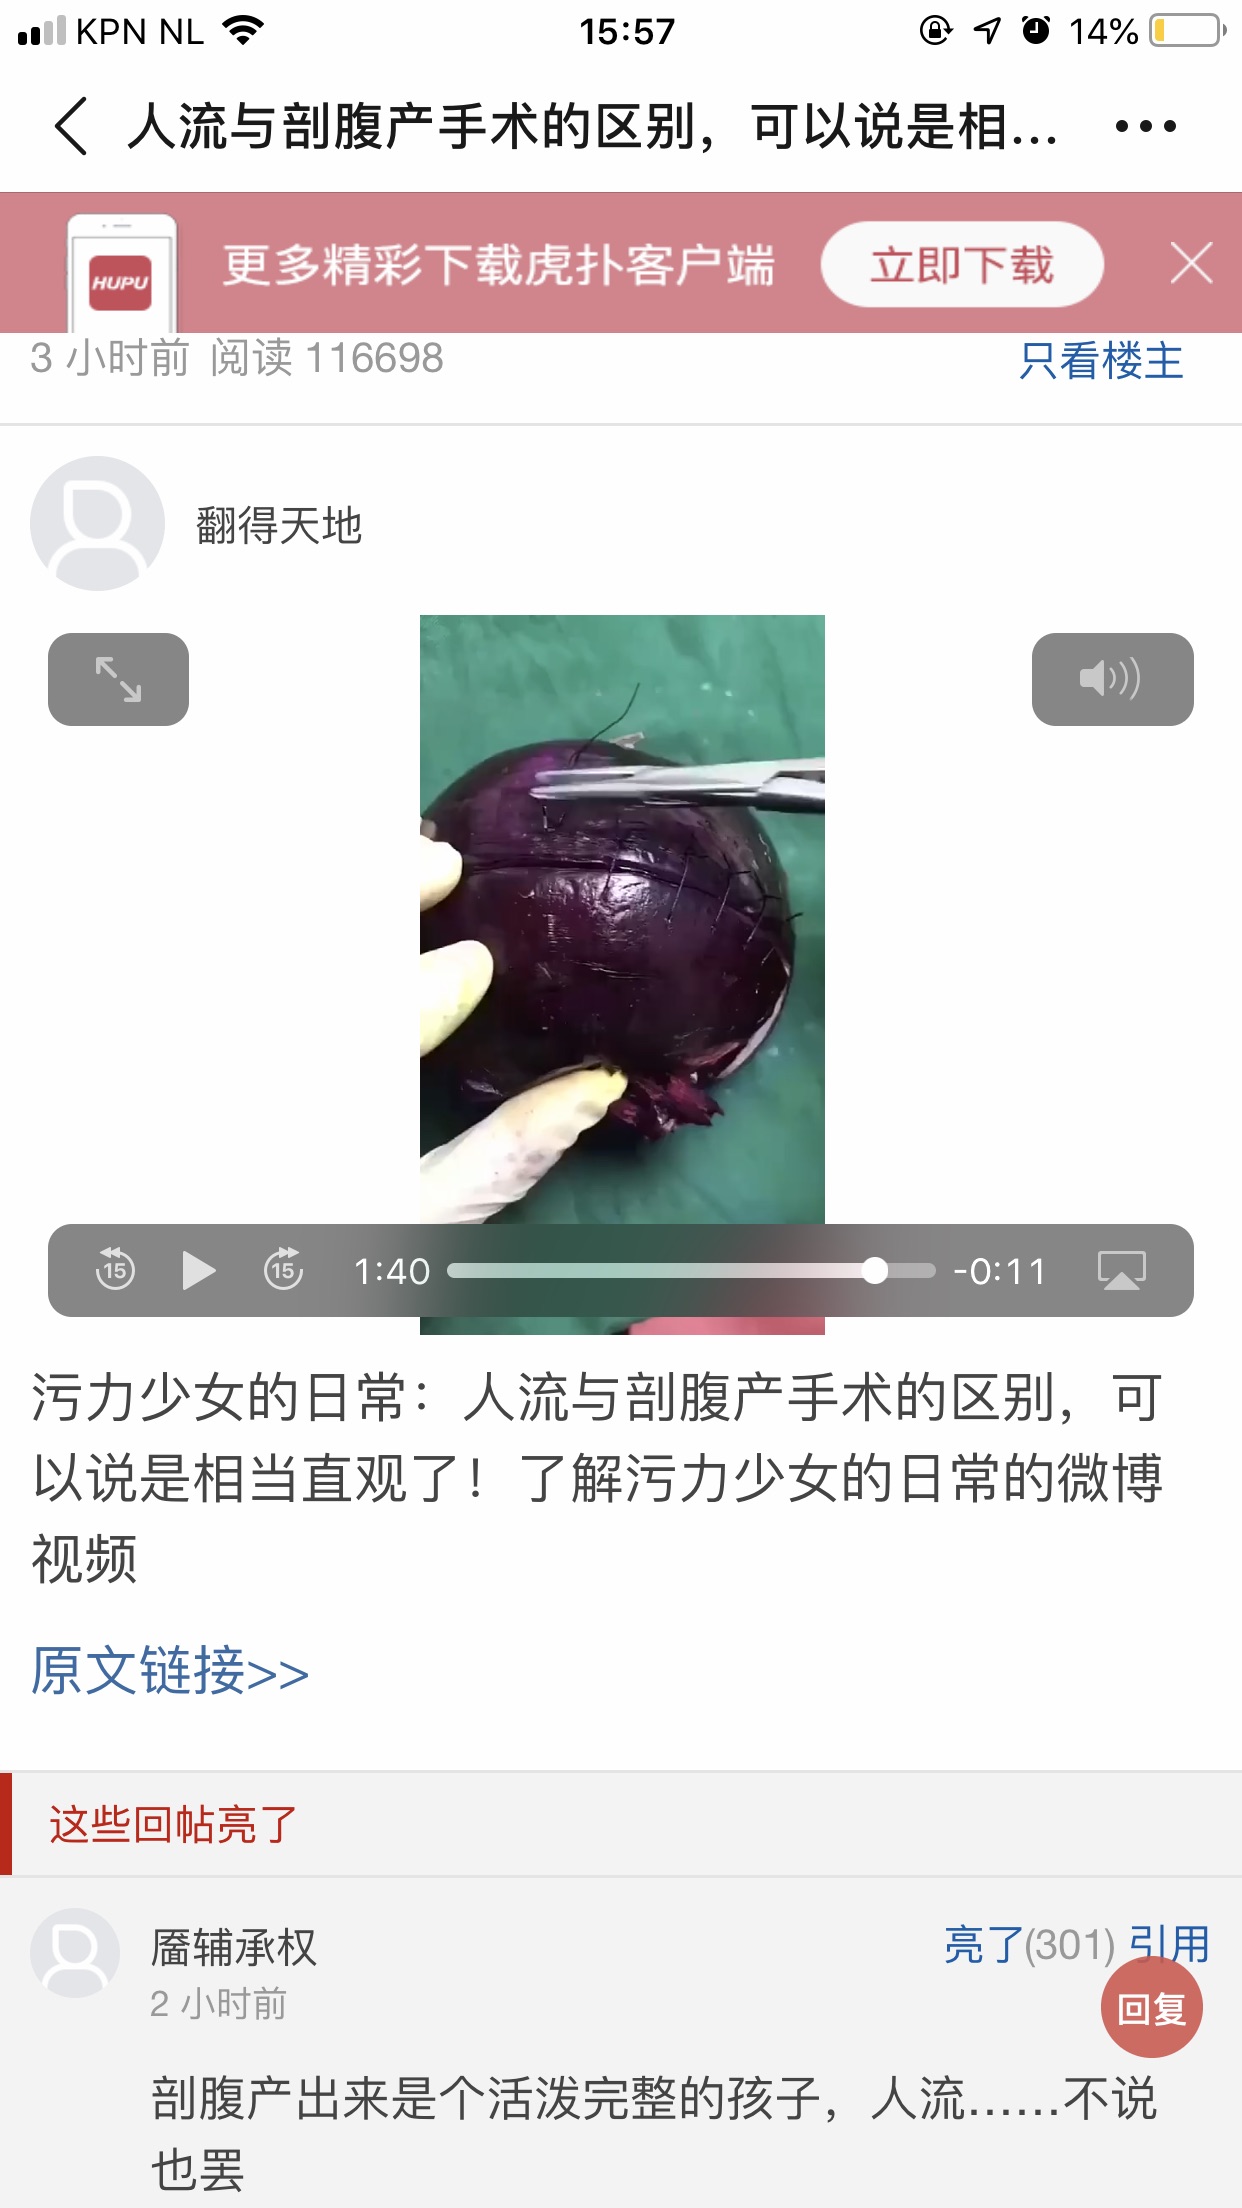 KPN NL 15:57 14%
人流与剖腹产手术的区别，可以说是相...
HUPU
更多精彩下载虎扑客户端
立即下载
3 小时前 阅读 116698
只看楼主
翻得天地
15 15 1:40 -0:11
污力少女的日常：人流与剖腹产手术的区别，可
以说是相当直观了！了解污力少女的日常的微博
视频
原文链接>>
这些回帖亮了
靥辅承权
亮了(301) 引用
2 小时前
回复
剖腹产出来是个活泼完整的孩子，人流……不说
也罢